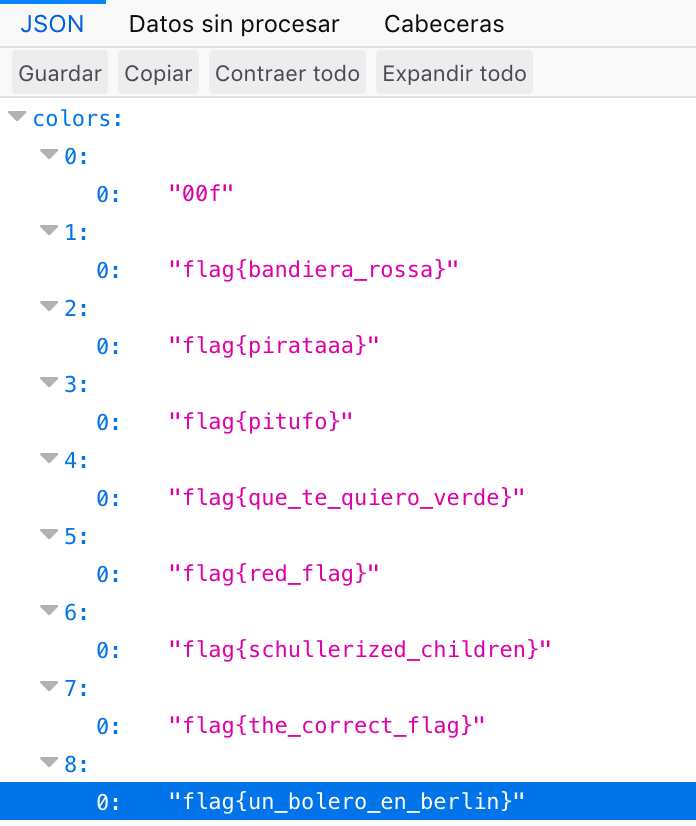 JSON Datos sin procesar Cabeceras
Guardar Copiar Contraer todo Expandir todo
colors:
0:
0: "00f"
1:
0: "flag{bandiera_rossa}"
2:
0: "flag{pirataaa}"
3:
0: "flag{pitufo}"
4:
0: "flag{que_te_quiero_verde}"
5:
0: "flag{red_flag}"
6:
0: "flag{schullerized_children}"
7:
0: "flag{the_correct_flag}"
8:
0: "flag{un_bolero_en_berlin}"